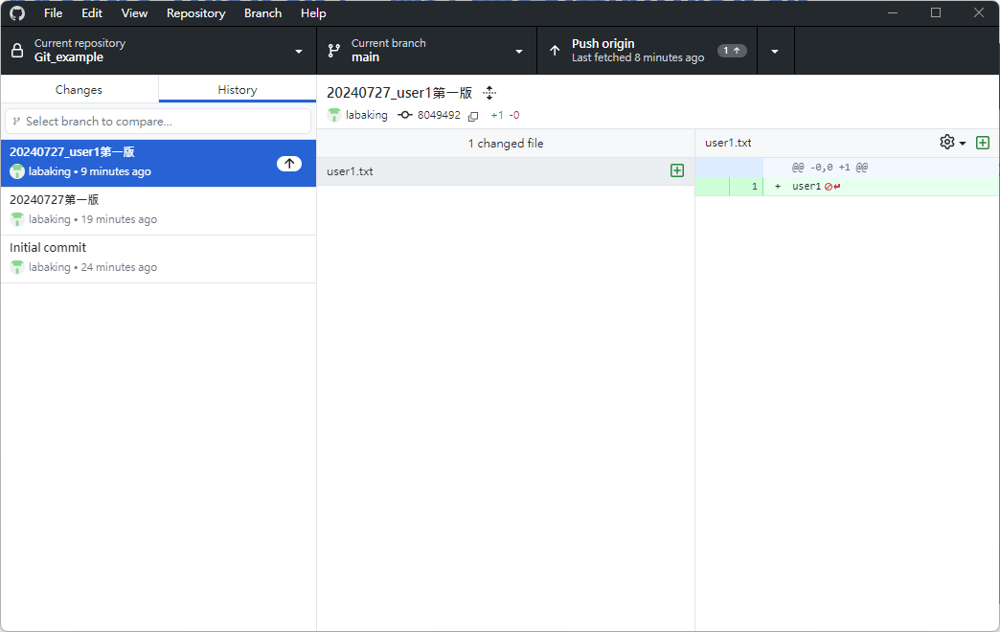 File Edit View Repository Branch Help
Current repository
Git_example
Current branch
main
Push origin
Last fetched 8 minutes ago
1
Changes
History
Select branch to compare...
20240727_user1第一版
labaking • 9 minutes ago
20240727第一版
labaking • 19 minutes ago
Initial commit
labaking • 24 minutes ago
20240727_user1第一版
labaking 8049492 +1 -0
1 changed file
user1.txt
user1.txt
@@ -0,0 +1 @@
1 + user1